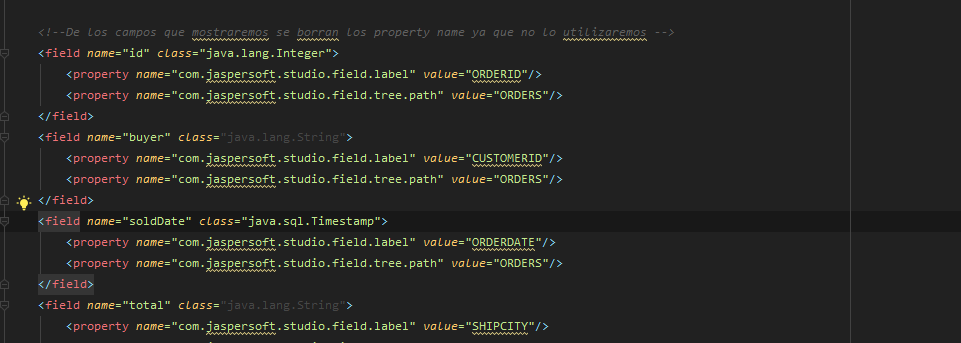 <!--De los campos que mostraremos se borran los property name ya que no lo utilizaremos -->
<field name="id" class="java.lang.Integer">
<property name="com.jaspersoft.studio.field.label" value="ORDERID"/>
<property name="com.jaspersoft.studio.field.tree.path" value="ORDERS"/>
</field>
<field name="buyer" class="java.lang.String">
<property name="com.jaspersoft.studio.field.label" value="CUSTOMERID"/>
<property name="com.jaspersoft.studio.field.tree.path" value="ORDERS"/>
</field>
<field name="soldDate" class="java.sql.Timestamp">
<property name="com.jaspersoft.studio.field.label" value="ORDERDATE"/>
<property name="com.jaspersoft.studio.field.tree.path" value="ORDERS"/>
</field>
<field name="total" class="java.lang.String">
<property name="com.jaspersoft.studio.field.label" value="SHIPCITY"/>